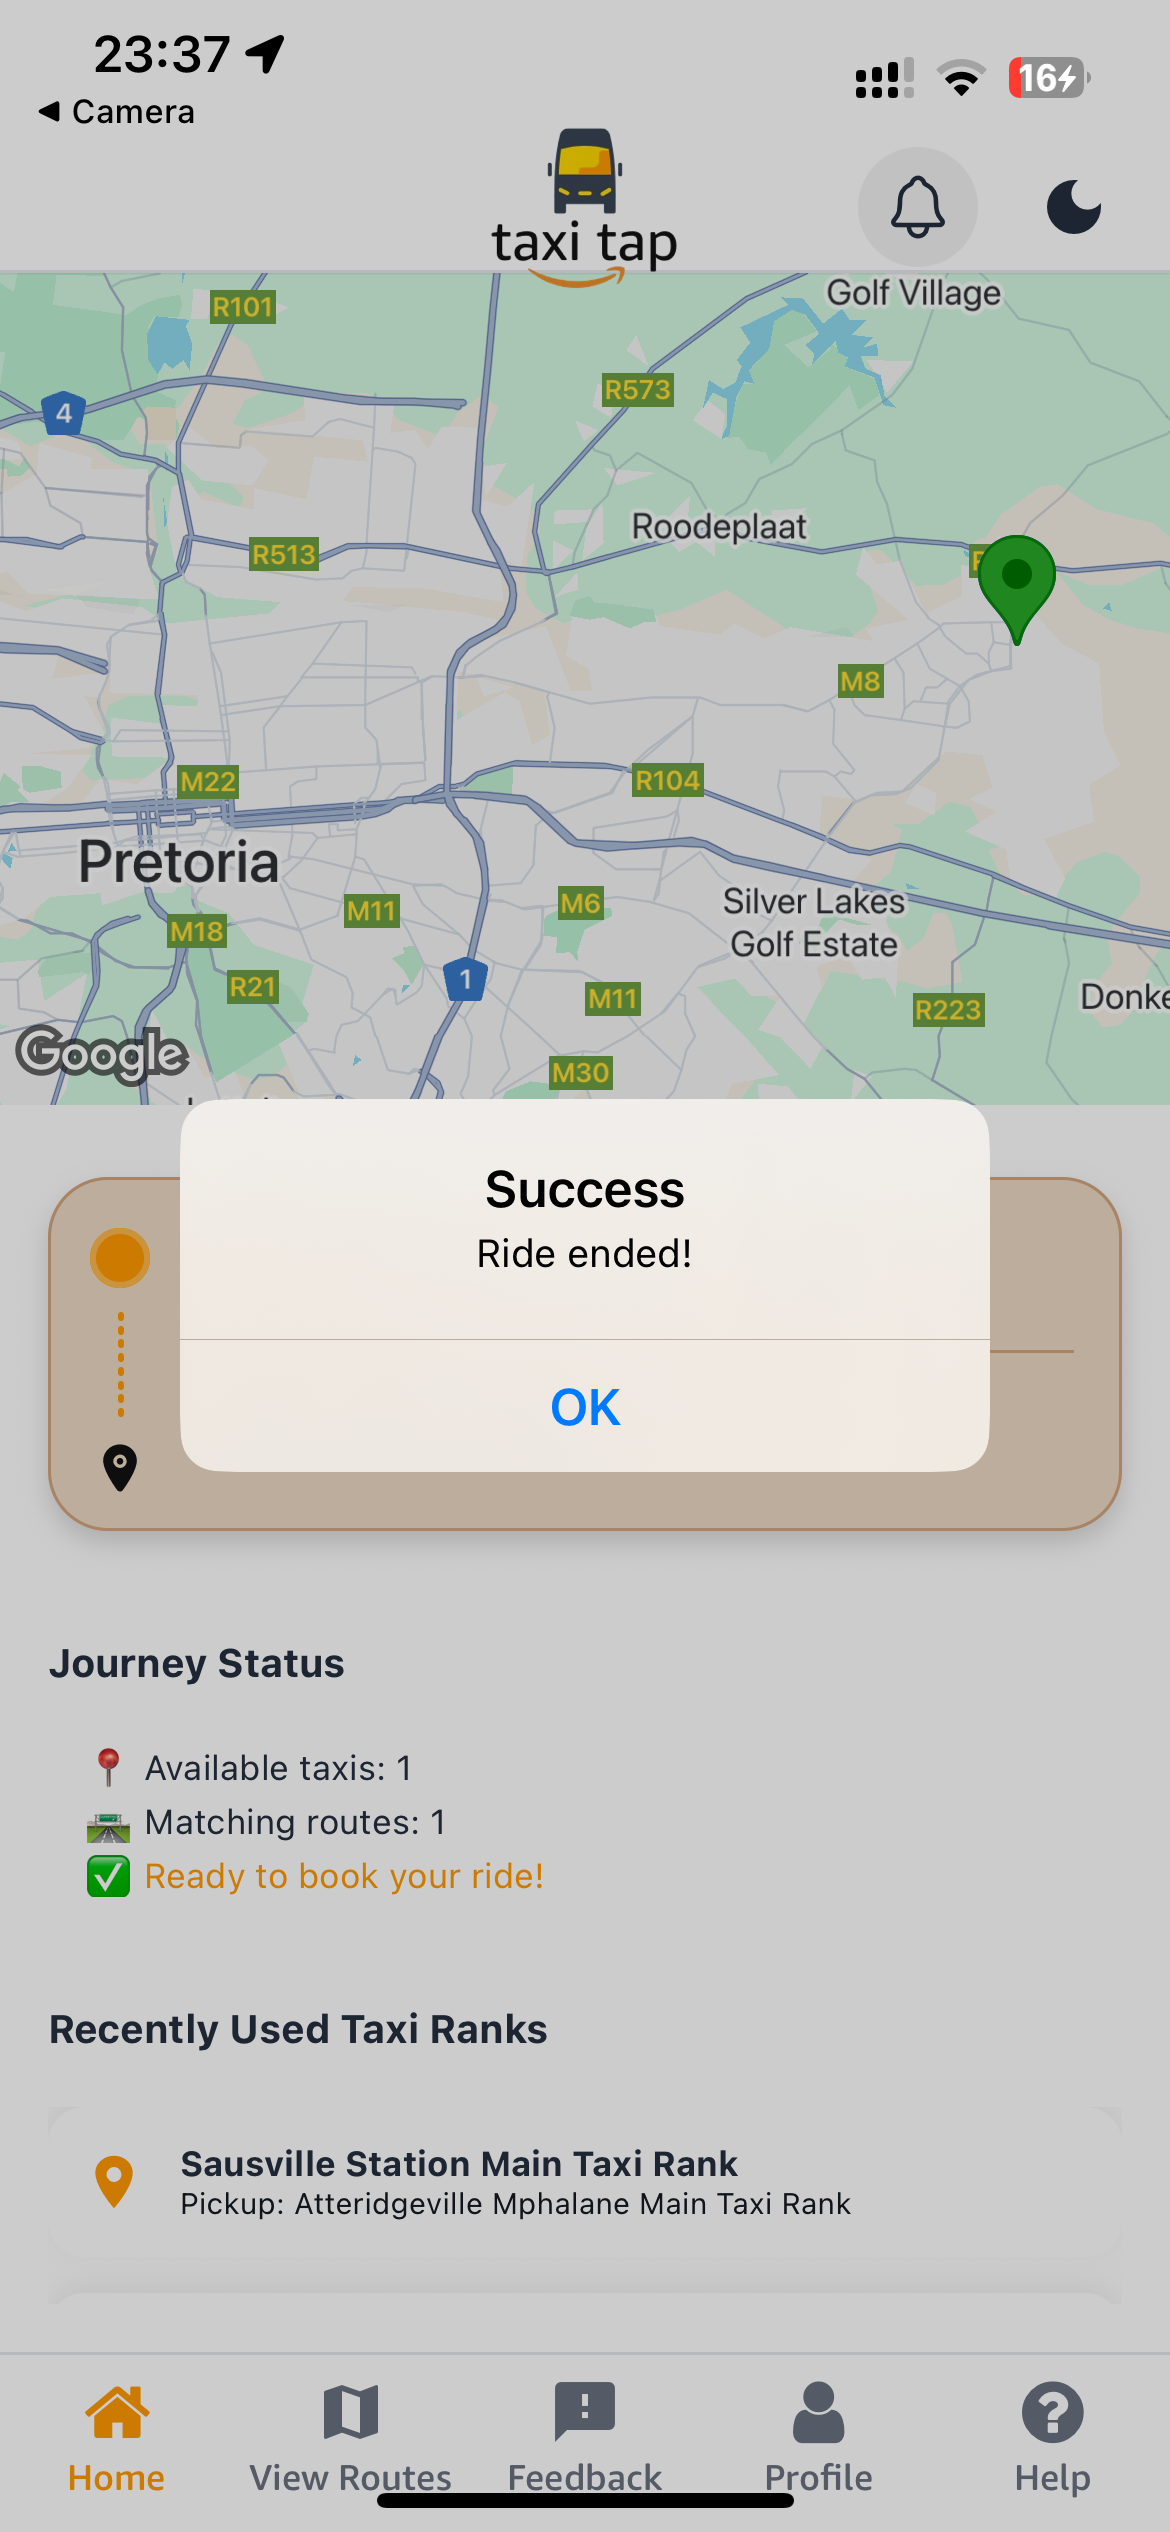 23:37
16
Camera
taxi tap
Golf Village
R101
R573
4
Roodeplaat
R513
M8
M22
R104
Pretoria
M11
M6
Silver Lakes
Golf Estate
M18
R21
1
M11
R223
Donke
Google
M30
Success
Ride ended!
OK
Journey Status
Available taxis: 1
Matching routes: 1
Ready to book your ride!
Recently Used Taxi Ranks
Sausville Station Main Taxi Rank
Pickup: Atteridgeville Mphalane Main Taxi Rank
Home
View Routes
Feedback
Profile
Help